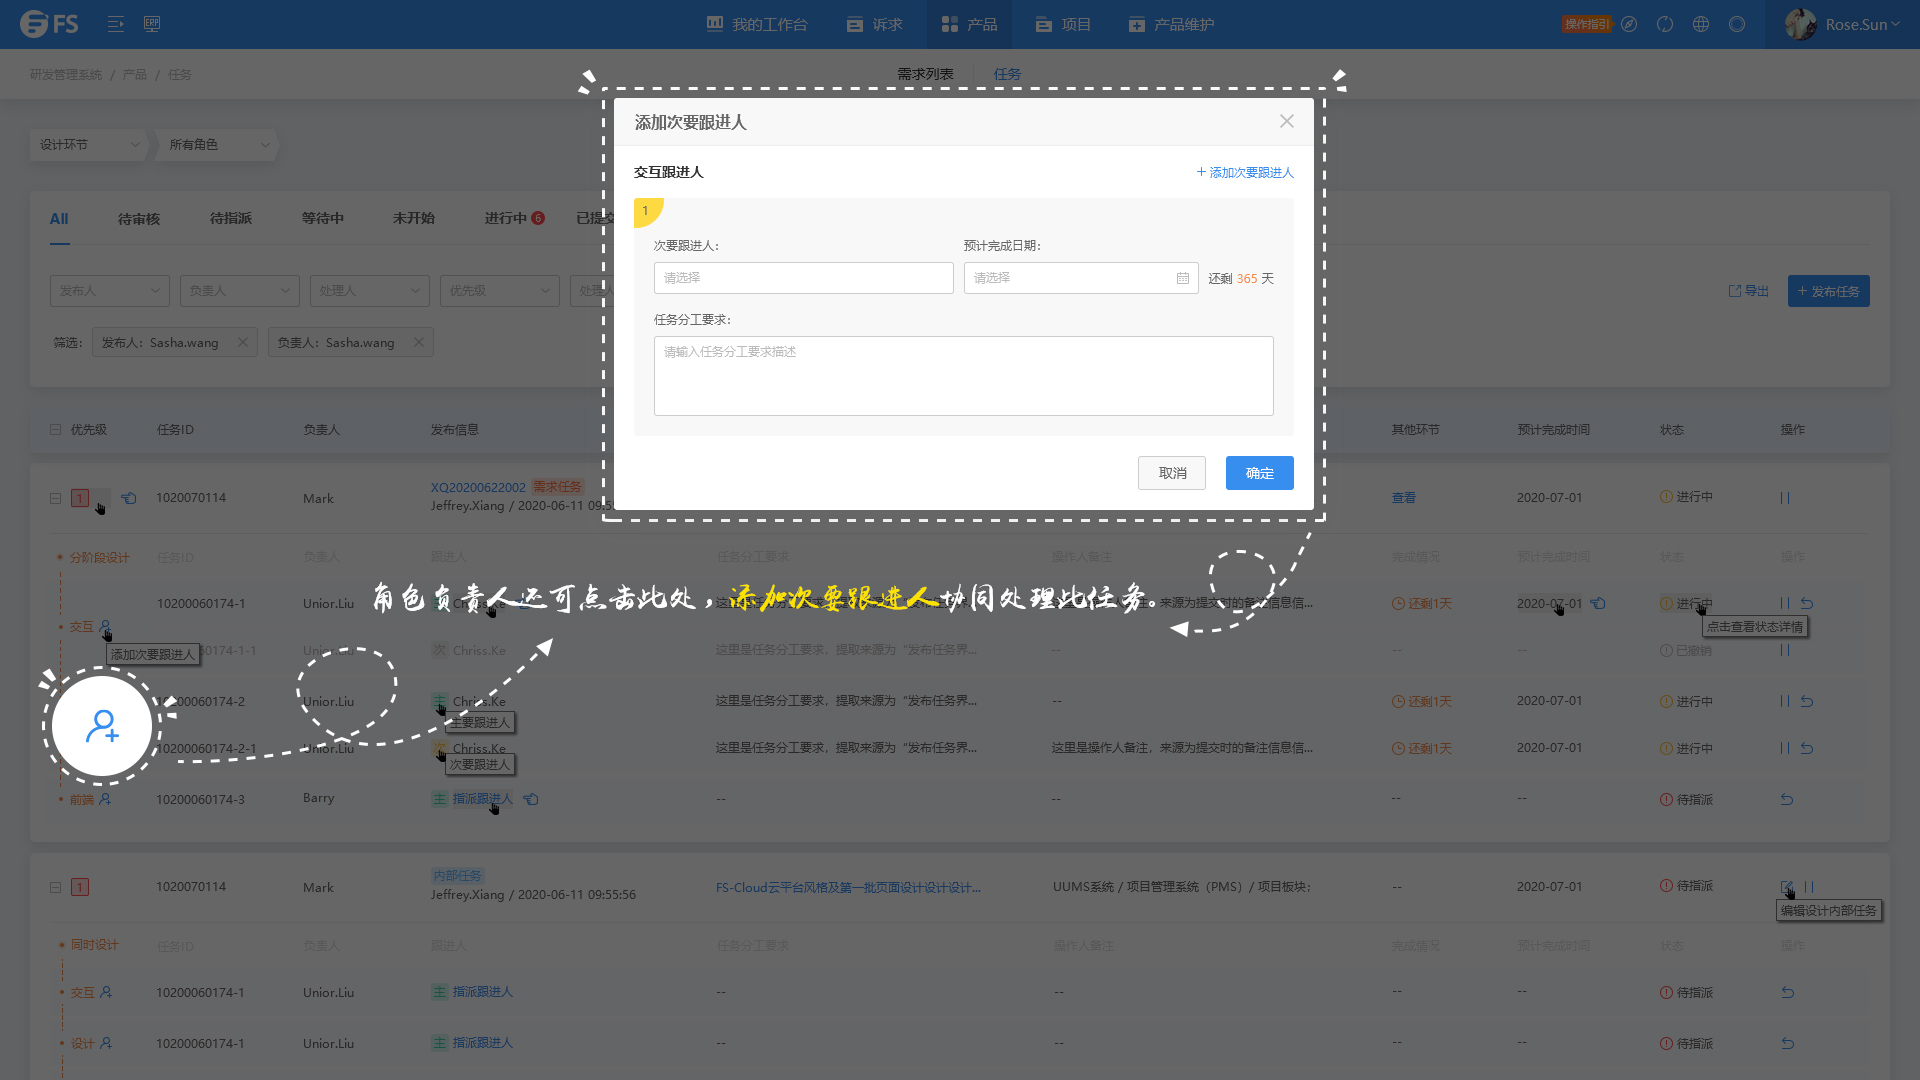 FS
我的工作台
诉求
产品
项目
产品维护
操作指引
Rose.Sun
研发管理系统 / 产品 / 任务
需求列表
任务
添加次要跟进人
设计环节
所有角色
交互跟进人
+ 添加次要跟进人
1
All
待审核
待指派
等待中
未开始
进行中 6
次要跟进人:
预计完成日期:
请选择
请选择
还剩 365 天
发布人
负责人
处理人
优先级
导出
+ 发布任务
任务分工要求:
筛选:
发布人: Sasha.wang
负责人: Sasha.wang
请输入任务分工要求描述
优先级
任务ID
负责人
发布信息
其他环节
预计完成时间
状态
操作
取消
确定
1
1020070114
Mark
XQ20200622002 需求任务
Jeffrey.Xiang / 2020-06-11 09:5
查看
2020-07-01
进行中
分阶段设计
任务ID
负责人
跟进人
任务分工要求
操作人备注
完成情况
预计完成时间
状态
操作
角色负责人还可点击此处，添加次要跟进人协同处理此任务。
10200060174-1
Unior.Liu
还剩1天
2020-07-01
进行中
点击查看状态详情
交互
添加次要跟进人
Unior.Liu
次 Chriss.Ke
这里是任务分工要求，提取来源为“发布任务界...
--
--
--
已撤销
10200060174-2
Unior.Liu
主 Chriss.Ke
主要跟进人
这里是任务分工要求，提取来源为“发布任务界...
--
还剩1天
2020-07-01
进行中
10200060174-2-1
Unior.Liu
次 Chriss.Ke
次要跟进人
这里是任务分工要求，提取来源为“发布任务界...
这里是操作人备注，来源为提交时的备注信息信...
还剩1天
2020-07-01
进行中
前端
10200060174-3
Barry
主 指派跟进人
--
--
--
--
待指派
1
1020070114
Mark
内部任务
Jeffrey.Xiang / 2020-06-11 09:55:56
FS-Cloud云平台风格及第一批页面设计设计设计...
UUMS系统 / 项目管理系统（PMS）/ 项目板块;
--
2020-07-01
待指派
编辑设计内部任务
同时设计
任务ID
负责人
跟进人
任务分工要求
操作人备注
完成情况
预计完成时间
状态
操作
交互
10200060174-1
Unior.Liu
主 指派跟进人
--
--
--
--
待指派
设计
10200060174-1
Unior.Liu
主 指派跟进人
--
--
--
--
待指派